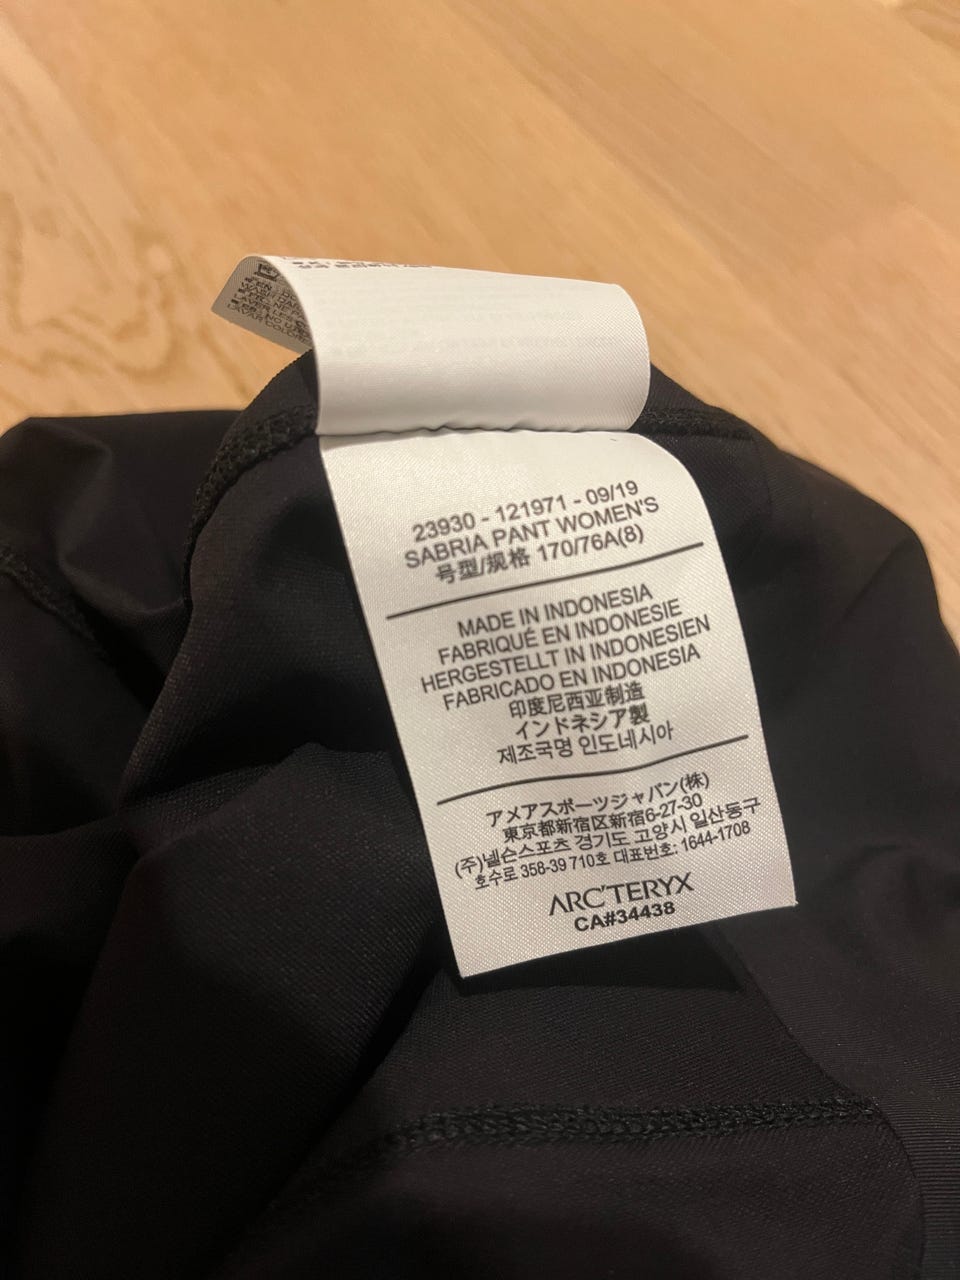 WASH
LAVER
LAVAR
23930 - 121971 - 09/19
SABRIA PANT WOMEN'S
号型/规格 170/76A(8)
MADE IN INDONESIA
FABRIQUÉ EN INDONESIE
HERGESTELLT IN INDONESIEN
FABRICADO EN INDONESIA
印度尼西亚制造
インドネシア製
제조국명 인도네시아
アメアスポーツジャパン(株)
東京都新宿区新宿6-27-30
(주)넬슨스포츠 경기도 고양시 일산동구
호수로 358-39 710호 대표번호: 1644-1708
ARC'TERYX
CA#34438